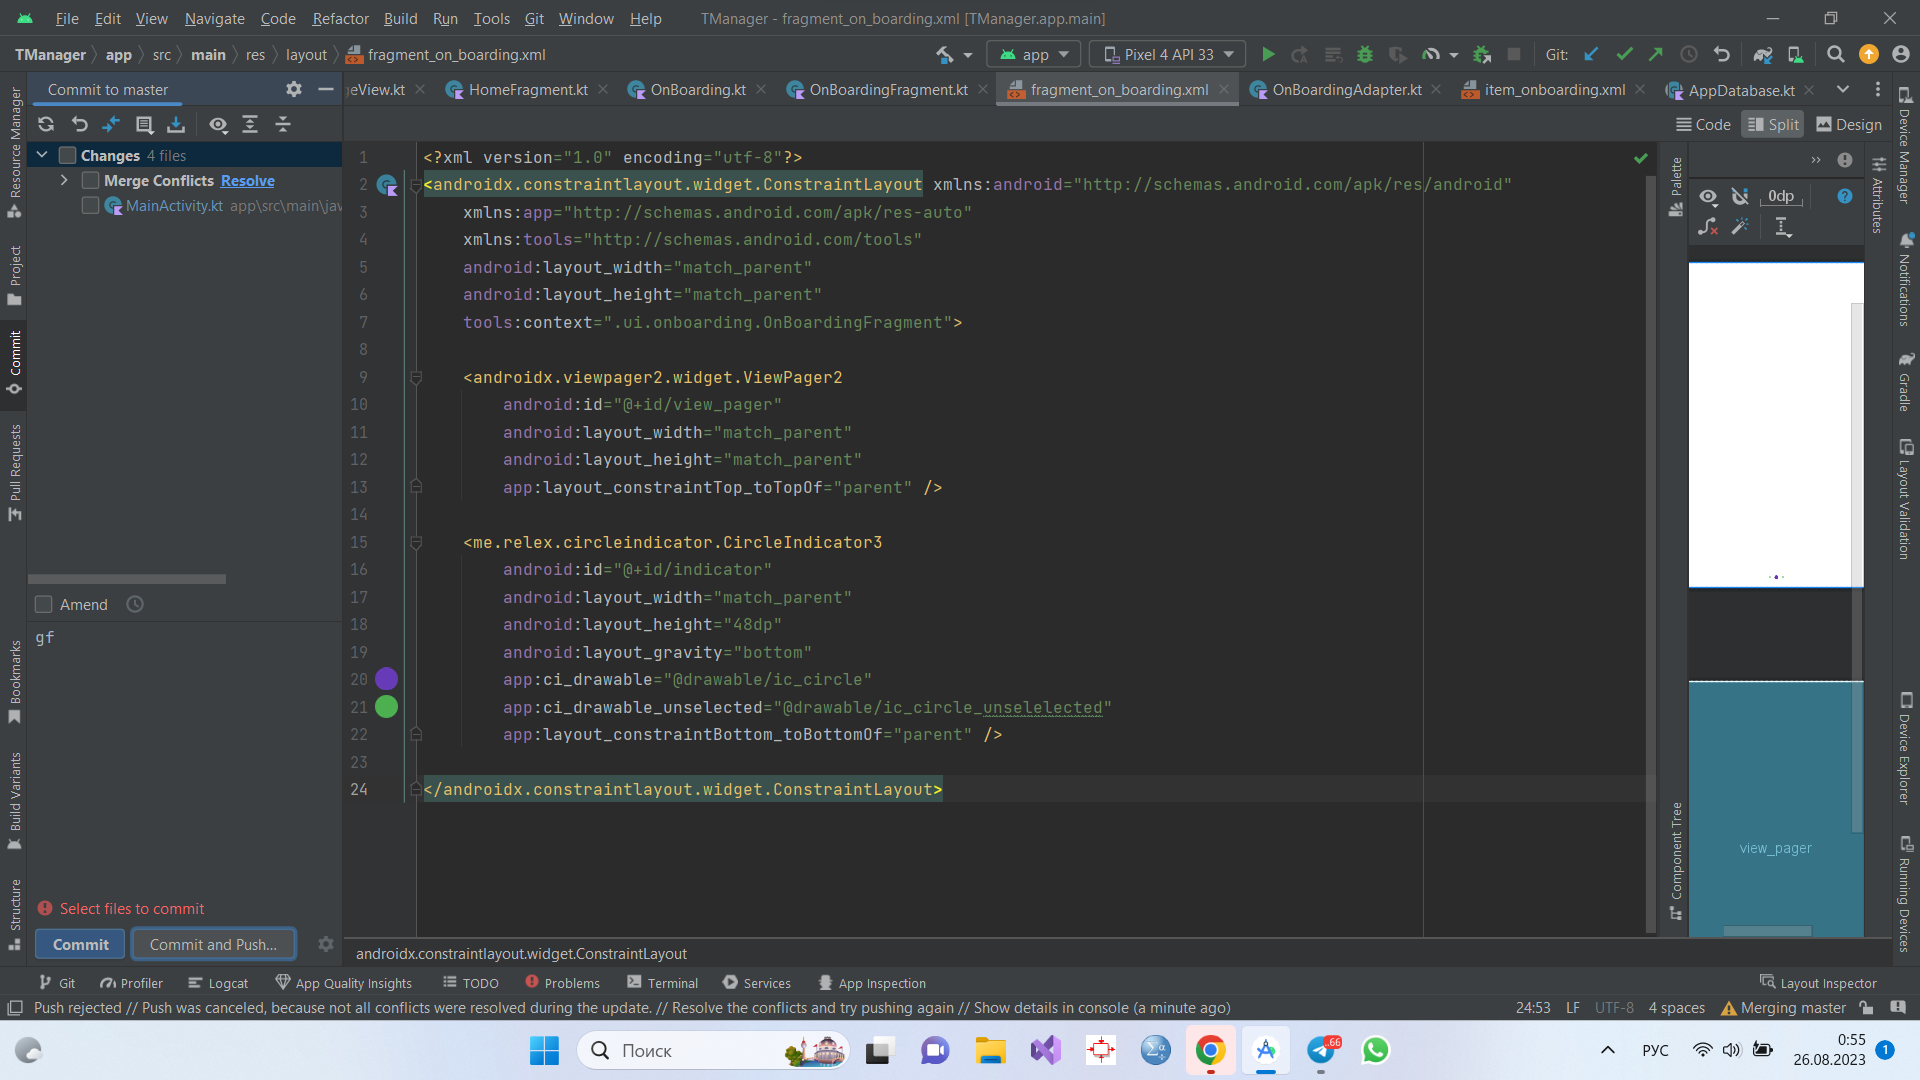 File Edit View Navigate Code Refactor Build Run Tools Git Window Help TManager - fragment_on_boarding.xml [TManager.app.main]
TManager app src main res layout fragment_on_boarding.xml app Pixel 4 API 33 Git:
Commit to master
eView.kt HomeFragment.kt OnBoarding.kt OnBoardingFragment.kt fragment_on_boarding.xml OnBoardingAdapter.kt item_onboarding.xml AppDatabase.kt
Code Split Design
Changes 4 files
Merge Conflicts Resolve
MainActivity.kt app\src\main\jav
Amend
gf
Select files to commit
Commit Commit and Push...
Resource Manager
Project
Commit
Pull Requests
Bookmarks
Build Variants
Structure
1 <?xml version="1.0" encoding="utf-8"?>
2 <androidx.constraintlayout.widget.ConstraintLayout xmlns:android="http://schemas.android.com/apk/res/android"
3 xmlns:app="http://schemas.android.com/apk/res-auto"
4 xmlns:tools="http://schemas.android.com/tools"
5 android:layout_width="match_parent"
6 android:layout_height="match_parent"
7 tools:context=".ui.onboarding.OnBoardingFragment">
8
9 <androidx.viewpager2.widget.ViewPager2
10 android:id="@+id/view_pager"
11 android:layout_width="match_parent"
12 android:layout_height="match_parent"
13 app:layout_constraintTop_toTopOf="parent" />
14
15 <me.relex.circleindicator.CircleIndicator3
16 android:id="@+id/indicator"
17 android:layout_width="match_parent"
18 android:layout_height="48dp"
19 android:layout_gravity="bottom"
20 app:ci_drawable="@drawable/ic_circle"
21 app:ci_drawable_unselected="@drawable/ic_circle_unselelected"
22 app:layout_constraintBottom_toBottomOf="parent" />
23
24 </androidx.constraintlayout.widget.ConstraintLayout>
androidx.constraintlayout.widget.ConstraintLayout
Palette
Component Tree
0dp
view_pager
Attributes
Device Manager
Notifications
Gradle
Layout Validation
Device Explorer
Running Devices
Git Profiler Logcat App Quality Insights TODO Problems Terminal Services App Inspection Layout Inspector
Push rejected // Push was canceled, because not all conflicts were resolved during the update. // Resolve the conflicts and try pushing again // Show details in console (a minute ago) 24:53 LF UTF-8 4 spaces Merging master
Поиск .66 РУС 0:55
26.08.2023 1